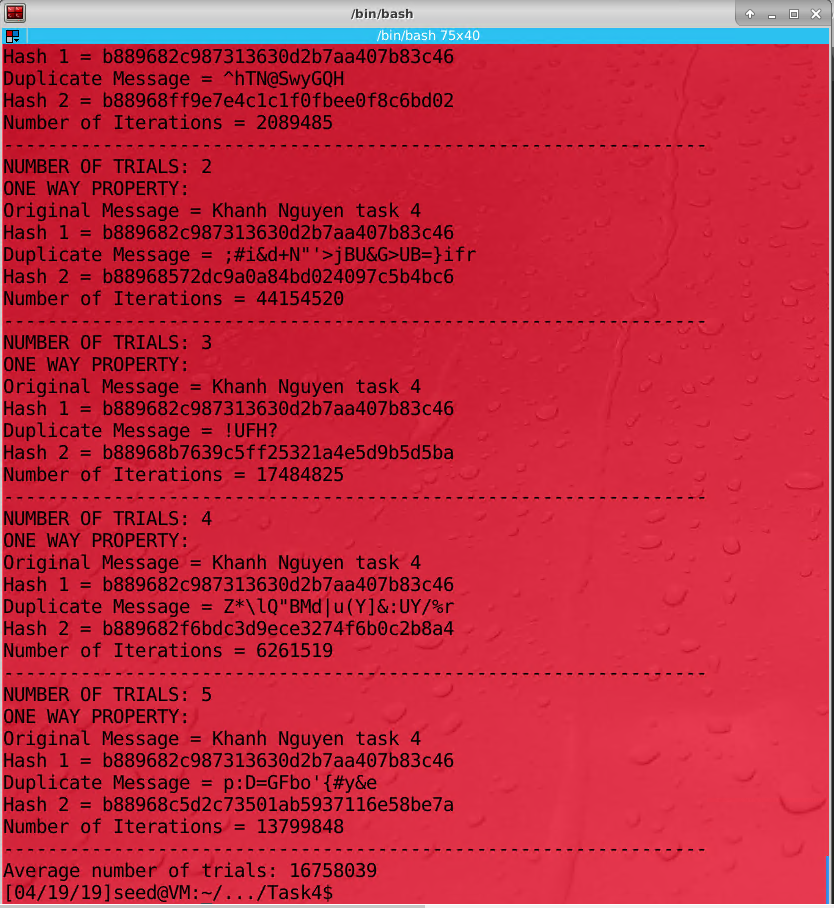 /bin/bash
/bin/bash 75x40
Hash 1 = b889682c987313630d2b7aa407b83c46
Duplicate Message = ^hTN@SwyGQH
Hash 2 = b88968ff9e7e4c1c1f0fbee0f8c6bd02
Number of Iterations = 2089485
----------------------------------------------------------------
NUMBER OF TRIALS: 2
ONE WAY PROPERTY:
Original Message = Khanh Nguyen task 4
Hash 1 = b889682c987313630d2b7aa407b83c46
Duplicate Message = ;#i&d+N"'>jBU&G>UB=}ifr
Hash 2 = b88968572dc9a0a84bd024097c5b4bc6
Number of Iterations = 44154520
----------------------------------------------------------------
NUMBER OF TRIALS: 3
ONE WAY PROPERTY:
Original Message = Khanh Nguyen task 4
Hash 1 = b889682c987313630d2b7aa407b83c46
Duplicate Message = !UFH?
Hash 2 = b88968b7639c5ff25321a4e5d9b5d5ba
Number of Iterations = 17484825
----------------------------------------------------------------
NUMBER OF TRIALS: 4
ONE WAY PROPERTY:
Original Message = Khanh Nguyen task 4
Hash 1 = b889682c987313630d2b7aa407b83c46
Duplicate Message = Z*\lQ"BMd|u(Y]&:UY/%r
Hash 2 = b889682f6bdc3d9ece3274f6b0c2b8a4
Number of Iterations = 6261519
----------------------------------------------------------------
NUMBER OF TRIALS: 5
ONE WAY PROPERTY:
Original Message = Khanh Nguyen task 4
Hash 1 = b889682c987313630d2b7aa407b83c46
Duplicate Message = p:D=GFbo'{#y&e
Hash 2 = b88968c5d2c73501ab5937116e58be7a
Number of Iterations = 13799848
----------------------------------------------------------------
Average number of trials: 16758039
[04/19/19]seed@VM:~/.../Task4$